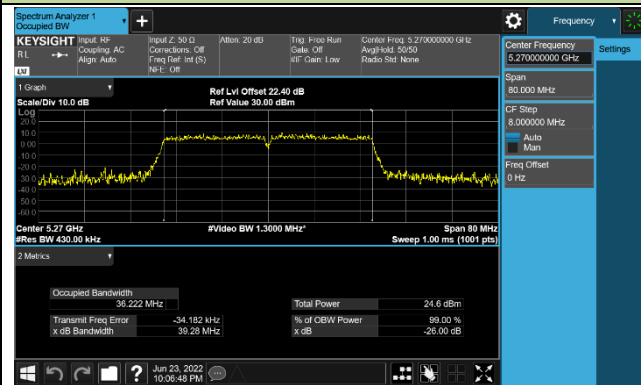 Spectrum Analyzer 1
Occupied BW
Frequency
KEYSIGHT
RL
LXI
Input: RF
Coupling: AC
Align: Auto
Input Z: 50 Ω
Corrections: Off
Freq Ref: Int (S)
NFE: Off
Atten: 20 dB
Trig: Free Run
Gate: Off
#IF Gain: Low
Center Freq: 5.270000000 GHz
Avg|Hold: 50/50
Radio Std: None
Center Frequency
5.270000000 GHz
Settings
Span
80.000 MHz
CF Step
8.000000 MHz
Auto
Man
Freq Offset
0 Hz
1 Graph
Scale/Div 10.0 dB
Ref Lvl Offset 22.40 dB
Ref Value 30.00 dBm
Log
20.0
10.0
0.00
-10.0
-20.0
-30.0
-40.0
-50.0
-60.0
Center 5.27 GHz
#Res BW 430.00 kHz
#Video BW 1.3000 MHz*
Span 80 MHz
Sweep 1.00 ms (1001 pts)
2 Metrics
Occupied Bandwidth
36.222 MHz
Total Power 24.6 dBm
Transmit Freq Error -34.182 kHz
% of OBW Power 99.00 %
x dB Bandwidth 39.28 MHz
x dB -26.00 dB
Jun 23, 2022
10:06:48 PM